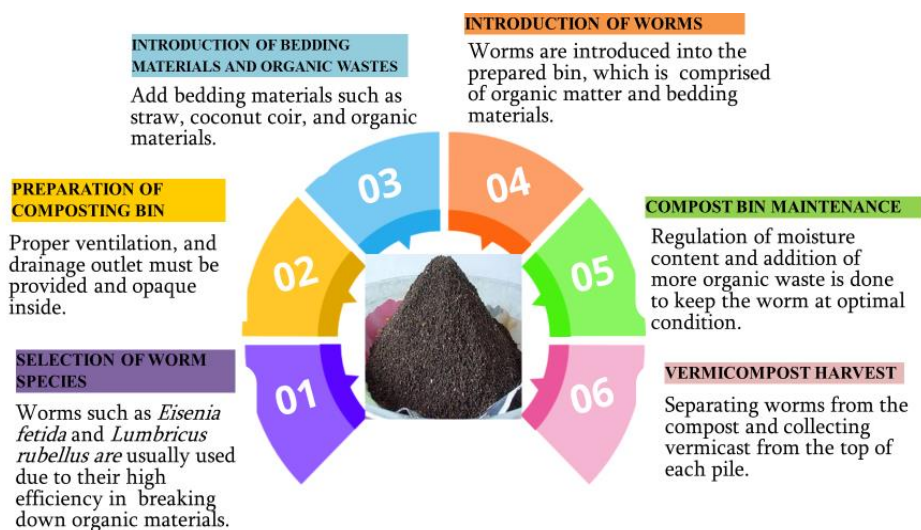 SELECTION OF WORM
SPECIES
Worms such as Eisenia
fetida and Lumbricus
rubellus are usually used
due to their high
efficiency in breaking
down organic materials.
01
PREPARATION OF
COMPOSTING BIN
Proper ventilation, and
drainage outlet must be
provided and opaque
inside.
02
INTRODUCTION OF BEDDING
MATERIALS AND ORGANIC WASTES
Add bedding materials such as
straw, coconut coir, and organic
materials.
03
INTRODUCTION OF WORMS
Worms are introduced into the
prepared bin, which is comprised
of organic matter and bedding
materials.
04
COMPOST BIN MAINTENANCE
Regulation of moisture
content and addition of
more organic waste is done
to keep the worm at optimal
condition.
05
VERMICOMPOST HARVEST
Separating worms from the
compost and collecting
vermicast from the top of
each pile.
06